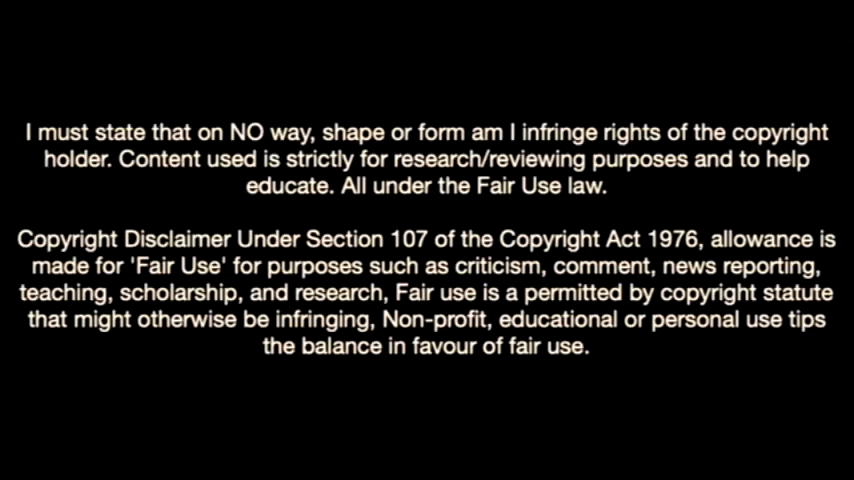 I must state that on NO way, shape or form am I infringe rights of the copyright
holder. Content used is strictly for research/reviewing purposes and to help
educate. All under the Fair Use law.
Copyright Disclaimer Under Section 107 of the Copyright Act 1976, allowance is
made for 'Fair Use' for purposes such as criticism, comment, news reporting,
teaching, scholarship, and research, Fair use is a permitted by copyright statute
that might otherwise be infringing, Non-profit, educational or personal use tips
the balance in favour of fair use.